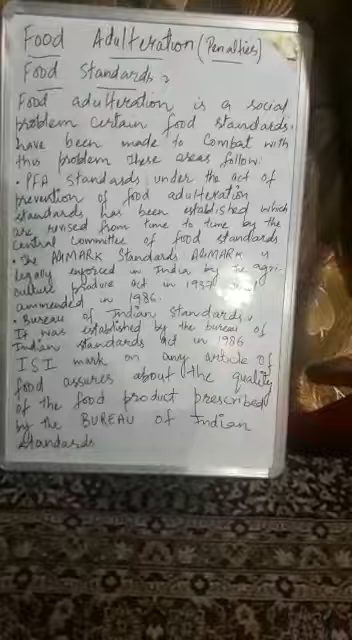 Food Adulteration (Penalties)
Food Standards
Food adulteration is a social
problem certain food standards.
have been made to Combat with
this problem These areas follow:
• PFA Standards: under the act of
prevention of food adulteration
standards has been established which
are revised from time to time by the
central Committee of food standards
• The AGMARK Standards: AGMARK is
legally enforced in India by the agri-
culture produce act in 1937
ammended in 1986.
• Bureau of Indian Standards.
It was established by the bureau of
Indian standards act in 1986
ISI mark on any article of
food assures about the quality
of the food product prescribed
by the BUREAU of Indian
standards